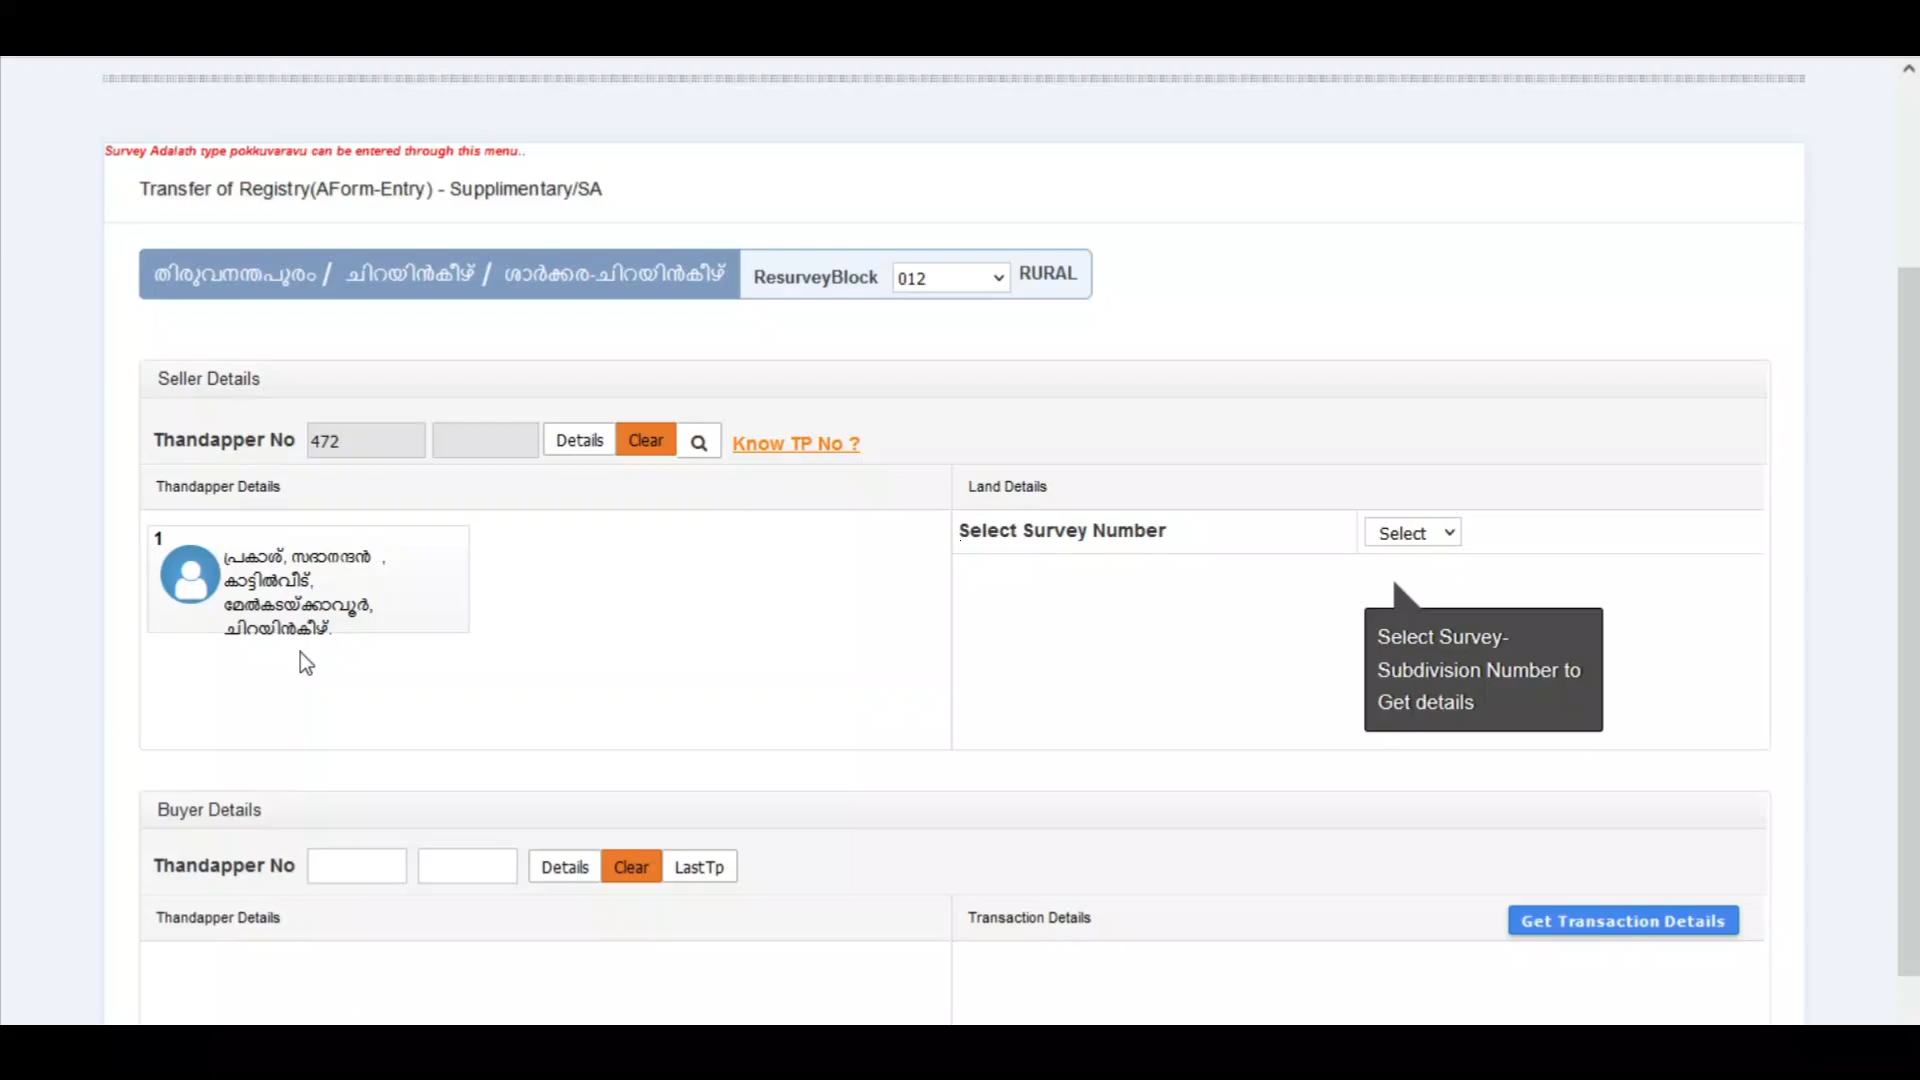 Survey Adalath type pokkuvaravu can be entered through this menu..
Transfer of Registry(AForm-Entry) - Supplimentary/SA
തിരുവനന്തപുരം / ചിറയിൻകീഴ് / ശാർക്കര-ചിറയിൻകീഴ് ResurveyBlock 012 RURAL
Seller Details
Thandapper No 472 Details Clear Know TP No ?
Thandapper Details Land Details
1
പ്രകാശ്, സദാനന്ദൻ ,
കാട്ടിൽവീട്,
മേൽകടയ്ക്കാവൂർ,
ചിറയിൻകീഴ്.
Select Survey Number Select
Select Survey-
Subdivision Number to
Get details
Buyer Details
Thandapper No Details Clear LastTp
Thandapper Details Transaction Details Get Transaction Details